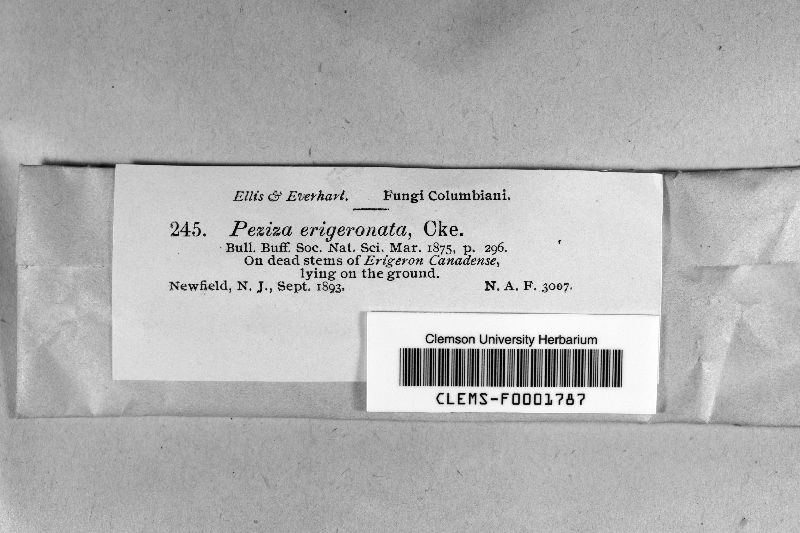 Ellis & Everhart. Fungi Columbiani.
245. Peziza erigeronata, Cke.
Bull. Buff. Soc. Nat. Sci. Mar. 1875, p. 296.
On dead stems of Erigeron Canadense,
lying on the ground.
Newfield, N. J., Sept. 1893. N. A. F. 3007.
Clemson University Herbarium
CLEMS-F0001787